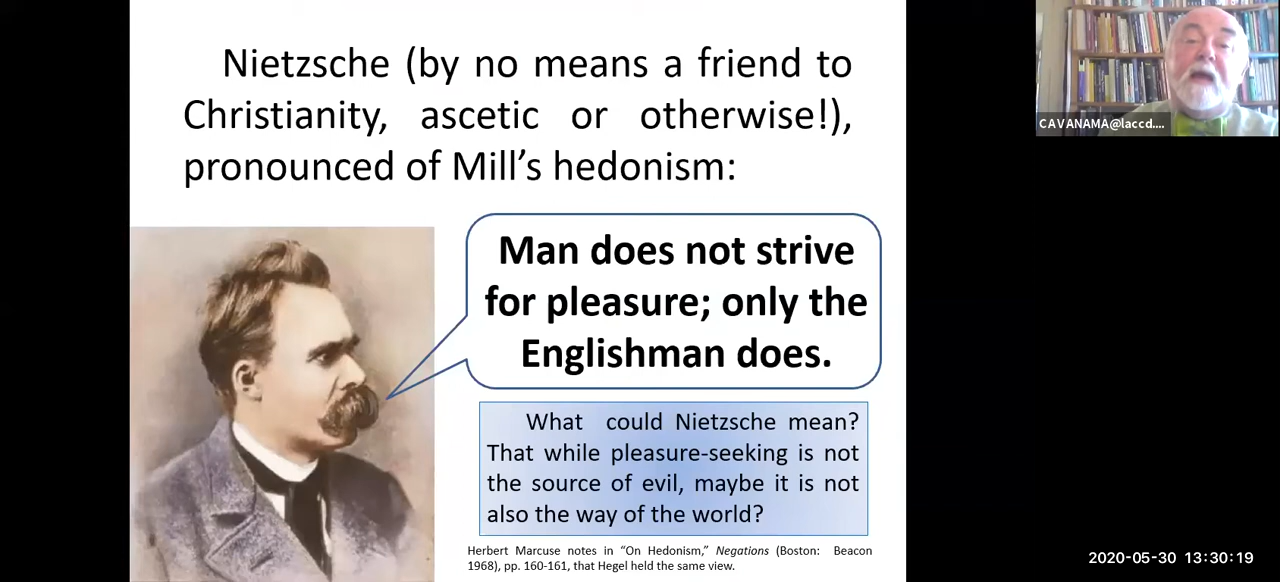 Nietzsche (by no means a friend to
Christianity, ascetic or otherwise!),
pronounced of Mill’s hedonism:
Man does not strive
for pleasure; only the
Englishman does.
What could Nietzsche mean?
That while pleasure-seeking is not
the source of evil, maybe it is not
also the way of the world?
Herbert Marcuse notes in “On Hedonism,” Negations (Boston: Beacon
1968), pp. 160-161, that Hegel held the same view.
CAVANAMA@laccd....
2020-05-30 13:30:19